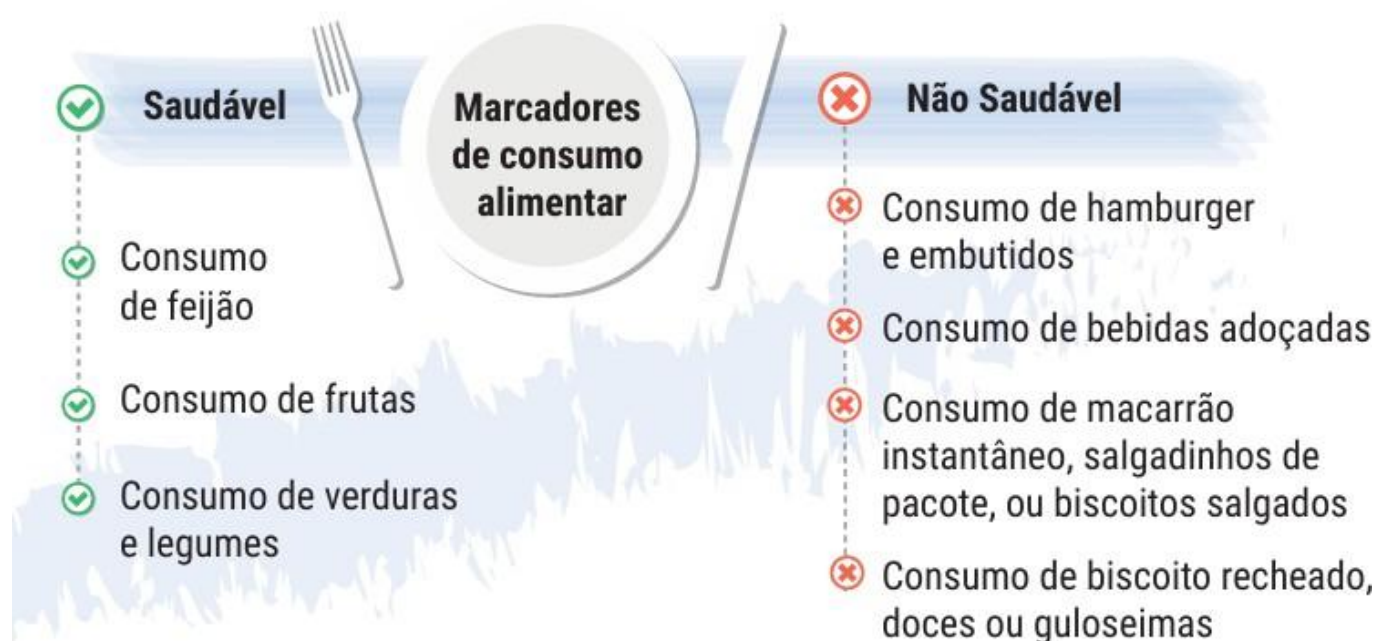 Marcadores
de consumo
alimentar
Saudável
Consumo
de feijão
Consumo de frutas
Consumo de verduras
e legumes
Não Saudável
Consumo de hamburger
e embutidos
Consumo de bebidas adoçadas
Consumo de macarrão
instantâneo, salgadinhos de
pacote, ou biscoitos salgados
Consumo de biscoito recheado,
doces ou guloseimas